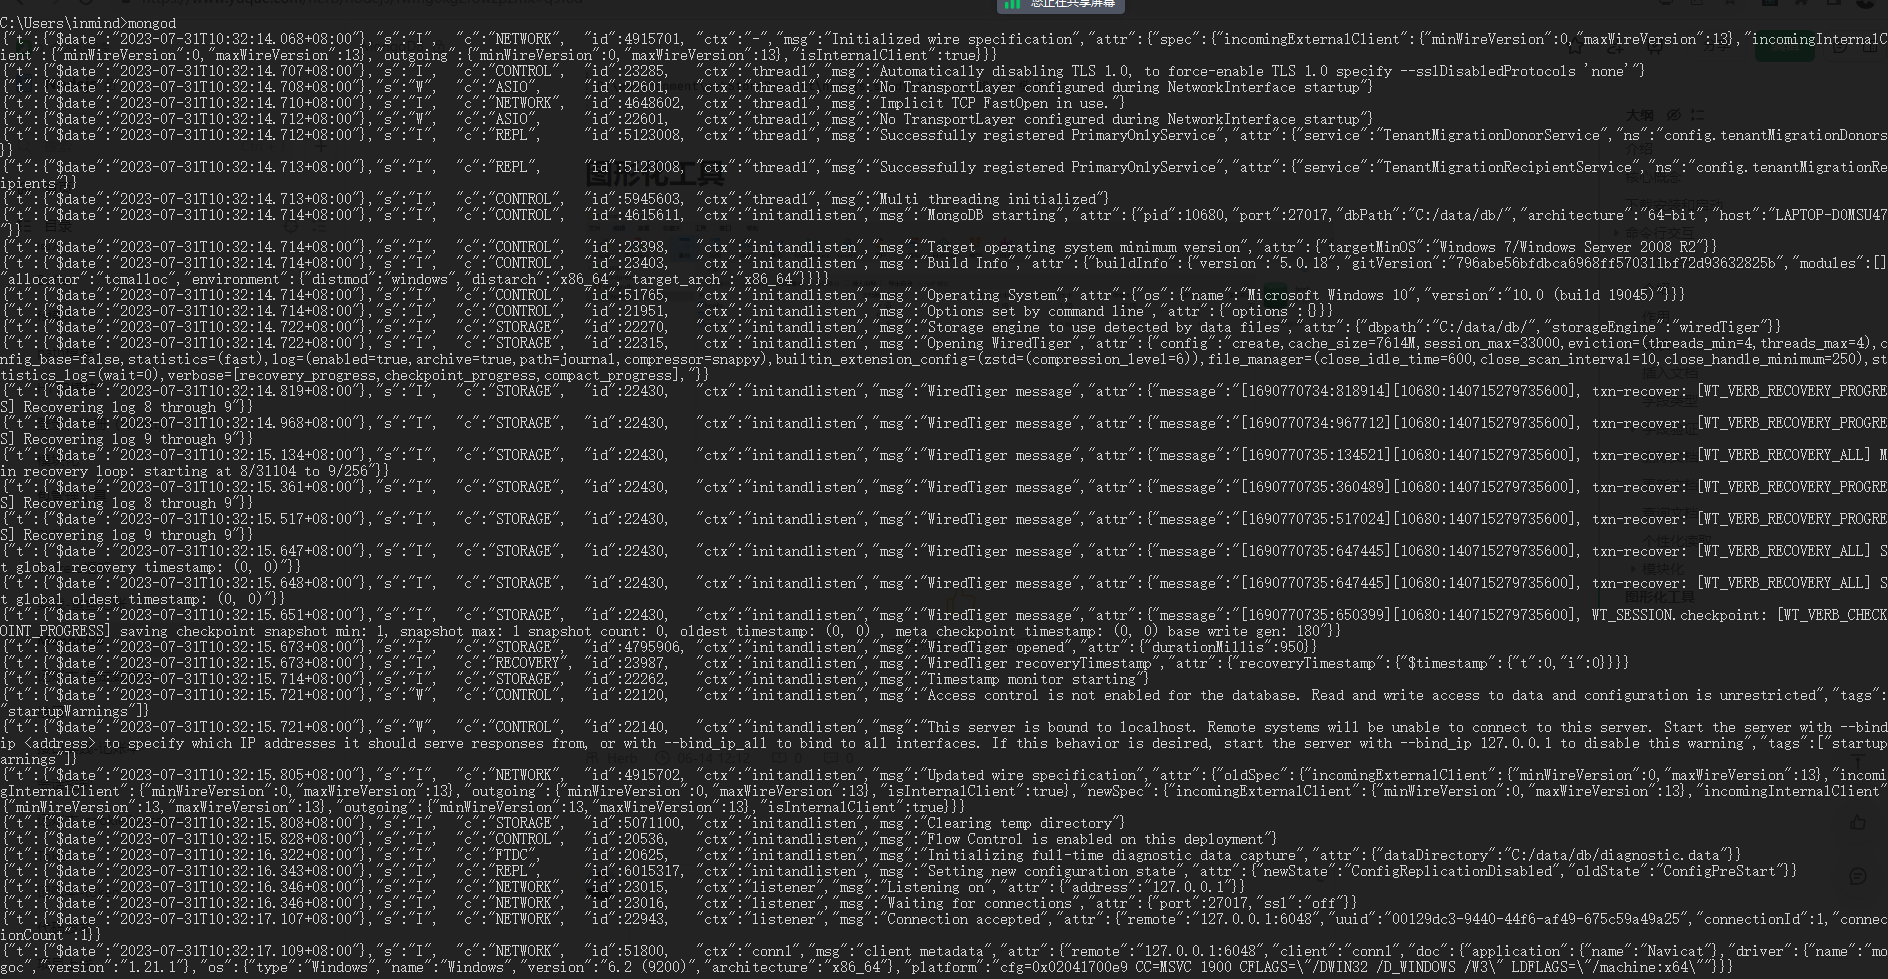 您正在共享屏幕
C:\Users\inmind>mongod
{"t":{"$date":"2023-07-31T10:32:14.068+08:00"},"s":"I",  "c":"NETWORK",  "id":4915701, "ctx":"-","msg":"Initialized wire specification","attr":{"spec":{"incomingExternalClient":{"minWireVersion":0,"maxWireVersion":13},"incomingInternalC
ient":{"minWireVersion":0,"maxWireVersion":13},"outgoing":{"minWireVersion":0,"maxWireVersion":13},"isInternalClient":true}}}
{"t":{"$date":"2023-07-31T10:32:14.707+08:00"},"s":"I",  "c":"CONTROL",  "id":23285,   "ctx":"thread1","msg":"Automatically disabling TLS 1.0, to force-enable TLS 1.0 specify --sslDisabledProtocols 'none'"}
{"t":{"$date":"2023-07-31T10:32:14.708+08:00"},"s":"W",  "c":"ASIO",     "id":22601,   "ctx":"thread1","msg":"No TransportLayer configured during NetworkInterface startup"}
{"t":{"$date":"2023-07-31T10:32:14.710+08:00"},"s":"I",  "c":"NETWORK",  "id":4648602, "ctx":"thread1","msg":"Implicit TCP FastOpen in use."}
{"t":{"$date":"2023-07-31T10:32:14.712+08:00"},"s":"W",  "c":"ASIO",     "id":22601,   "ctx":"thread1","msg":"No TransportLayer configured during NetworkInterface startup"}
{"t":{"$date":"2023-07-31T10:32:14.712+08:00"},"s":"I",  "c":"REPL",     "id":5123008, "ctx":"thread1","msg":"Successfully registered PrimaryOnlyService","attr":{"service":"TenantMigrationDonorService","ns":"config.tenantMigrationDonors
}}
{"t":{"$date":"2023-07-31T10:32:14.713+08:00"},"s":"I",  "c":"REPL",     "id":5123008, "ctx":"thread1","msg":"Successfully registered PrimaryOnlyService","attr":{"service":"TenantMigrationRecipientService","ns":"config.tenantMigrationRe
ipients"}}
{"t":{"$date":"2023-07-31T10:32:14.713+08:00"},"s":"I",  "c":"CONTROL",  "id":5945603, "ctx":"thread1","msg":"Multi threading initialized"}
{"t":{"$date":"2023-07-31T10:32:14.714+08:00"},"s":"I",  "c":"CONTROL",  "id":4615611, "ctx":"initandlisten","msg":"MongoDB starting","attr":{"pid":10680,"port":27017,"dbPath":"C:/data/db/","architecture":"64-bit","host":"LAPTOP-D0MSU47
"}}
{"t":{"$date":"2023-07-31T10:32:14.714+08:00"},"s":"I",  "c":"CONTROL",  "id":23398,   "ctx":"initandlisten","msg":"Target operating system minimum version","attr":{"targetMinOS":"Windows 7/Windows Server 2008 R2"}}
{"t":{"$date":"2023-07-31T10:32:14.714+08:00"},"s":"I",  "c":"CONTROL",  "id":23403,   "ctx":"initandlisten","msg":"Build Info","attr":{"buildInfo":{"version":"5.0.18","gitVersion":"796abe56bfdbca6968ff570311bf72d93632825b","modules":[]
"allocator":"tcmalloc","environment":{"distmod":"windows","distarch":"x86_64","target_arch":"x86_64"}}}}
{"t":{"$date":"2023-07-31T10:32:14.714+08:00"},"s":"I",  "c":"CONTROL",  "id":51765,   "ctx":"initandlisten","msg":"Operating System","attr":{"os":{"name":"Microsoft Windows 10","version":"10.0 (build 19045)"}}}
{"t":{"$date":"2023-07-31T10:32:14.714+08:00"},"s":"I",  "c":"CONTROL",  "id":21951,   "ctx":"initandlisten","msg":"Options set by command line","attr":{"options":{}}}
{"t":{"$date":"2023-07-31T10:32:14.722+08:00"},"s":"I",  "c":"STORAGE",  "id":22270,   "ctx":"initandlisten","msg":"Storage engine to use detected by data files","attr":{"dbpath":"C:/data/db/","storageEngine":"wiredTiger"}}
{"t":{"$date":"2023-07-31T10:32:14.722+08:00"},"s":"I",  "c":"STORAGE",  "id":22315,   "ctx":"initandlisten","msg":"Opening WiredTiger","attr":{"config":"create,cache_size=7614M,session_max=33000,eviction=(threads_min=4,threads_max=4),c
nfig_base=false,statistics=(fast),log=(enabled=true,archive=true,path=journal,compressor=snappy),builtin_extension_config=(zstd=(compression_level=6)),file_manager=(close_idle_time=600,close_scan_interval=10,close_handle_minimum=250),st
tistics_log=(wait=0),verbose=[recovery_progress,checkpoint_progress,compact_progress],"}}
{"t":{"$date":"2023-07-31T10:32:14.819+08:00"},"s":"I",  "c":"STORAGE",  "id":22430,   "ctx":"initandlisten","msg":"WiredTiger message","attr":{"message":"[1690770734:818914][10680:140715279735600], txn-recover: [WT_VERB_RECOVERY_PROGRE
S] Recovering log 8 through 9"}}
{"t":{"$date":"2023-07-31T10:32:14.968+08:00"},"s":"I",  "c":"STORAGE",  "id":22430,   "ctx":"initandlisten","msg":"WiredTiger message","attr":{"message":"[1690770734:967712][10680:140715279735600], txn-recover: [WT_VERB_RECOVERY_PROGRE
S] Recovering log 9 through 9"}}
{"t":{"$date":"2023-07-31T10:32:15.134+08:00"},"s":"I",  "c":"STORAGE",  "id":22430,   "ctx":"initandlisten","msg":"WiredTiger message","attr":{"message":"[1690770735:134521][10680:140715279735600], txn-recover: [WT_VERB_RECOVERY_ALL] M
in recovery loop: starting at 8/31104 to 9/256"}}
{"t":{"$date":"2023-07-31T10:32:15.361+08:00"},"s":"I",  "c":"STORAGE",  "id":22430,   "ctx":"initandlisten","msg":"WiredTiger message","attr":{"message":"[1690770735:360489][10680:140715279735600], txn-recover: [WT_VERB_RECOVERY_PROGRE
S] Recovering log 8 through 9"}}
{"t":{"$date":"2023-07-31T10:32:15.517+08:00"},"s":"I",  "c":"STORAGE",  "id":22430,   "ctx":"initandlisten","msg":"WiredTiger message","attr":{"message":"[1690770735:517024][10680:140715279735600], txn-recover: [WT_VERB_RECOVERY_PROGRE
S] Recovering log 9 through 9"}}
{"t":{"$date":"2023-07-31T10:32:15.647+08:00"},"s":"I",  "c":"STORAGE",  "id":22430,   "ctx":"initandlisten","msg":"WiredTiger message","attr":{"message":"[1690770735:647445][10680:140715279735600], txn-recover: [WT_VERB_RECOVERY_ALL] S
t global recovery timestamp: (0, 0)"}}
{"t":{"$date":"2023-07-31T10:32:15.648+08:00"},"s":"I",  "c":"STORAGE",  "id":22430,   "ctx":"initandlisten","msg":"WiredTiger message","attr":{"message":"[1690770735:647445][10680:140715279735600], txn-recover: [WT_VERB_RECOVERY_ALL] S
t global oldest timestamp: (0, 0)"}}
{"t":{"$date":"2023-07-31T10:32:15.651+08:00"},"s":"I",  "c":"STORAGE",  "id":22430,   "ctx":"initandlisten","msg":"WiredTiger message","attr":{"message":"[1690770735:650399][10680:140715279735600], WT_SESSION.checkpoint: [WT_VERB_CHECK
OINT_PROGRESS] saving checkpoint snapshot min: 1, snapshot max: 1 snapshot count: 0, oldest timestamp: (0, 0) , meta checkpoint timestamp: (0, 0) base write gen: 180"}}
{"t":{"$date":"2023-07-31T10:32:15.673+08:00"},"s":"I",  "c":"STORAGE",  "id":4795906, "ctx":"initandlisten","msg":"WiredTiger opened","attr":{"durationMillis":950}}
{"t":{"$date":"2023-07-31T10:32:15.673+08:00"},"s":"I",  "c":"RECOVERY", "id":23987,   "ctx":"initandlisten","msg":"WiredTiger recoveryTimestamp","attr":{"recoveryTimestamp":{"$timestamp":{"t":0,"i":0}}}}
{"t":{"$date":"2023-07-31T10:32:15.714+08:00"},"s":"I",  "c":"STORAGE",  "id":22262,   "ctx":"initandlisten","msg":"Timestamp monitor starting"}
{"t":{"$date":"2023-07-31T10:32:15.721+08:00"},"s":"W",  "c":"CONTROL",  "id":22120,   "ctx":"initandlisten","msg":"Access control is not enabled for the database. Read and write access to data and configuration is unrestricted","tags":
"startupWarnings"]}
{"t":{"$date":"2023-07-31T10:32:15.721+08:00"},"s":"W",  "c":"CONTROL",  "id":22140,   "ctx":"initandlisten","msg":"This server is bound to localhost. Remote systems will be unable to connect to this server. Start the server with --bind
ip <address> to specify which IP addresses it should serve responses from, or with --bind_ip_all to bind to all interfaces. If this behavior is desired, start the server with --bind_ip 127.0.0.1 to disable this warning","tags":["startup
arnings"]}
{"t":{"$date":"2023-07-31T10:32:15.805+08:00"},"s":"I",  "c":"NETWORK",  "id":4915702, "ctx":"initandlisten","msg":"Updated wire specification","attr":{"oldSpec":{"incomingExternalClient":{"minWireVersion":0,"maxWireVersion":13},"incomi
gInternalClient":{"minWireVersion":0,"maxWireVersion":13},"outgoing":{"minWireVersion":0,"maxWireVersion":13},"isInternalClient":true},"newSpec":{"incomingExternalClient":{"minWireVersion":0,"maxWireVersion":13},"incomingInternalClient"
{"minWireVersion":13,"maxWireVersion":13},"outgoing":{"minWireVersion":13,"maxWireVersion":13},"isInternalClient":true}}}
{"t":{"$date":"2023-07-31T10:32:15.808+08:00"},"s":"I",  "c":"STORAGE",  "id":5071100, "ctx":"initandlisten","msg":"Clearing temp directory"}
{"t":{"$date":"2023-07-31T10:32:15.828+08:00"},"s":"I",  "c":"CONTROL",  "id":20536,   "ctx":"initandlisten","msg":"Flow Control is enabled on this deployment"}
{"t":{"$date":"2023-07-31T10:32:16.322+08:00"},"s":"I",  "c":"FTDC",     "id":20625,   "ctx":"initandlisten","msg":"Initializing full-time diagnostic data capture","attr":{"dataDirectory":"C:/data/db/diagnostic.data"}}
{"t":{"$date":"2023-07-31T10:32:16.343+08:00"},"s":"I",  "c":"REPL",     "id":6015317, "ctx":"initandlisten","msg":"Setting new configuration state","attr":{"newState":"ConfigReplicationDisabled","oldState":"ConfigPreStart"}}
{"t":{"$date":"2023-07-31T10:32:16.346+08:00"},"s":"I",  "c":"NETWORK",  "id":23015,   "ctx":"listener","msg":"Listening on","attr":{"address":"127.0.0.1"}}
{"t":{"$date":"2023-07-31T10:32:16.346+08:00"},"s":"I",  "c":"NETWORK",  "id":23016,   "ctx":"listener","msg":"Waiting for connections","attr":{"port":27017,"ssl":"off"}}
{"t":{"$date":"2023-07-31T10:32:17.107+08:00"},"s":"I",  "c":"NETWORK",  "id":22943,   "ctx":"listener","msg":"Connection accepted","attr":{"remote":"127.0.0.1:6048","uuid":"00129dc3-9440-44f6-af49-675c59a49a25","connectionId":1,"connec
ionCount":1}}
{"t":{"$date":"2023-07-31T10:32:17.109+08:00"},"s":"I",  "c":"NETWORK",  "id":51800,   "ctx":"conn1","msg":"client metadata","attr":{"remote":"127.0.0.1:6048","client":"conn1","doc":{"application":{"name":"Navicat"},"driver":{"name":"mo
goc","version":"1.21.1"},"os":{"type":"Windows","name":"Windows","version":"6.2 (9200)","architecture":"x86_64"},"platform":"cfg=0x02041700e9 CC=MSVC 1900 CFLAGS=\"/DWIN32 /D_WINDOWS /W3\" LDFLAGS=\"/machine:x64\""}}}